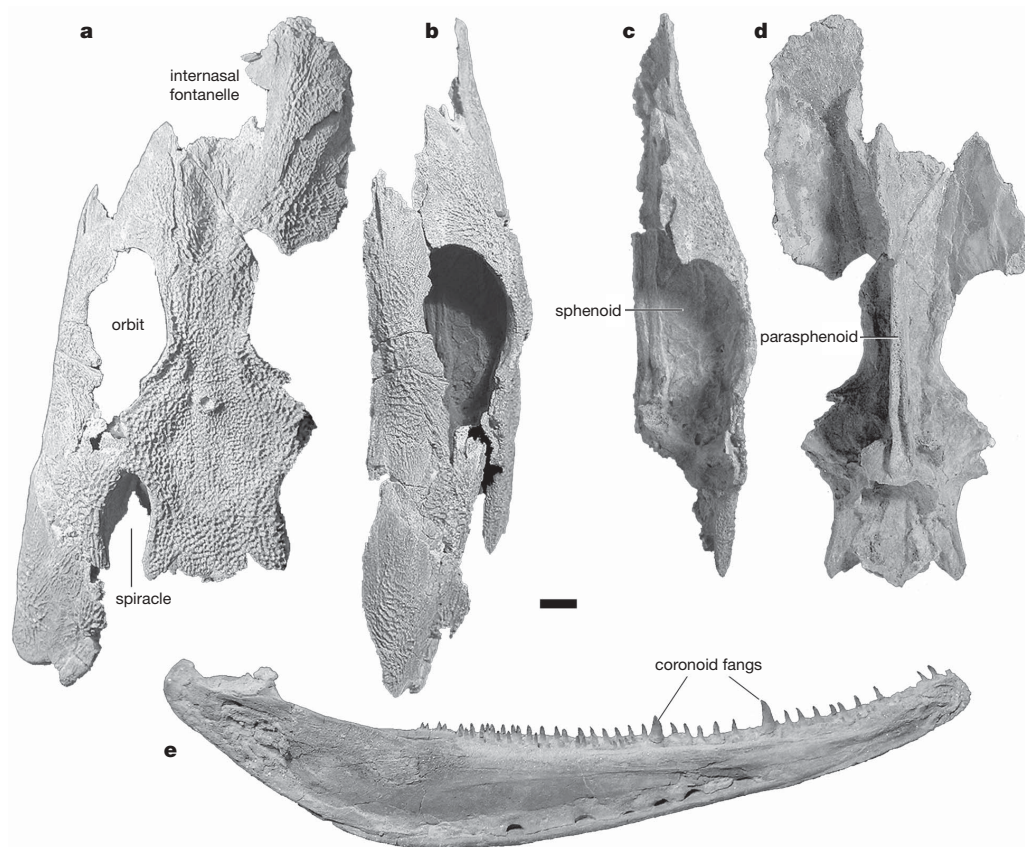 a
b
c
d
internasal
fontanelle
orbit
spiracle
sphenoid
parasphenoid
coronoid fangs
e